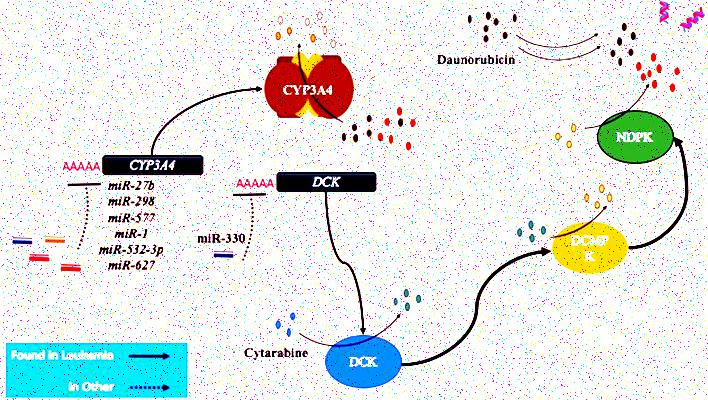 Daunorubicin
CYP3A4
NDPK
AAAAA CYP3A4
miR-27b
miR-298
miR-577
miR-1
miR-532-3p
miR-627
AAAAA DCK
miR-330
DCMP
K
Cytarabine
DCK
Found in Leukemia
In Other